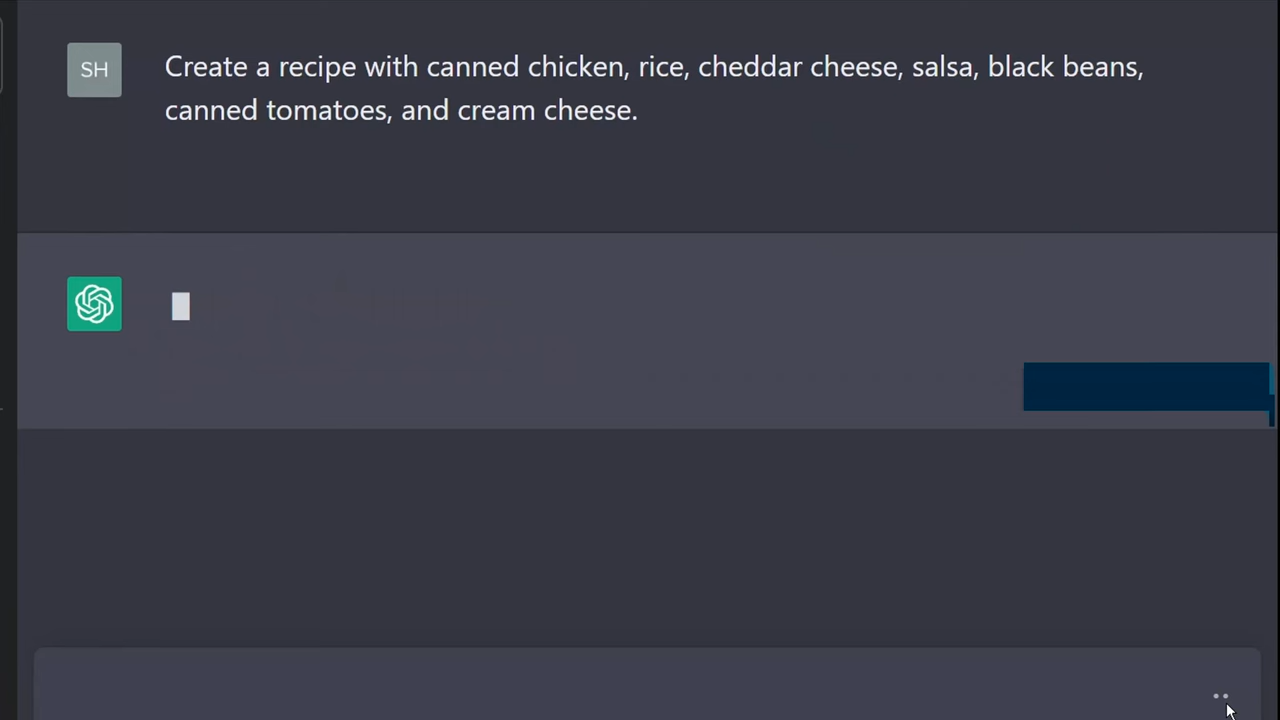 SH
Create a recipe with canned chicken, rice, cheddar cheese, salsa, black beans,
canned tomatoes, and cream cheese.